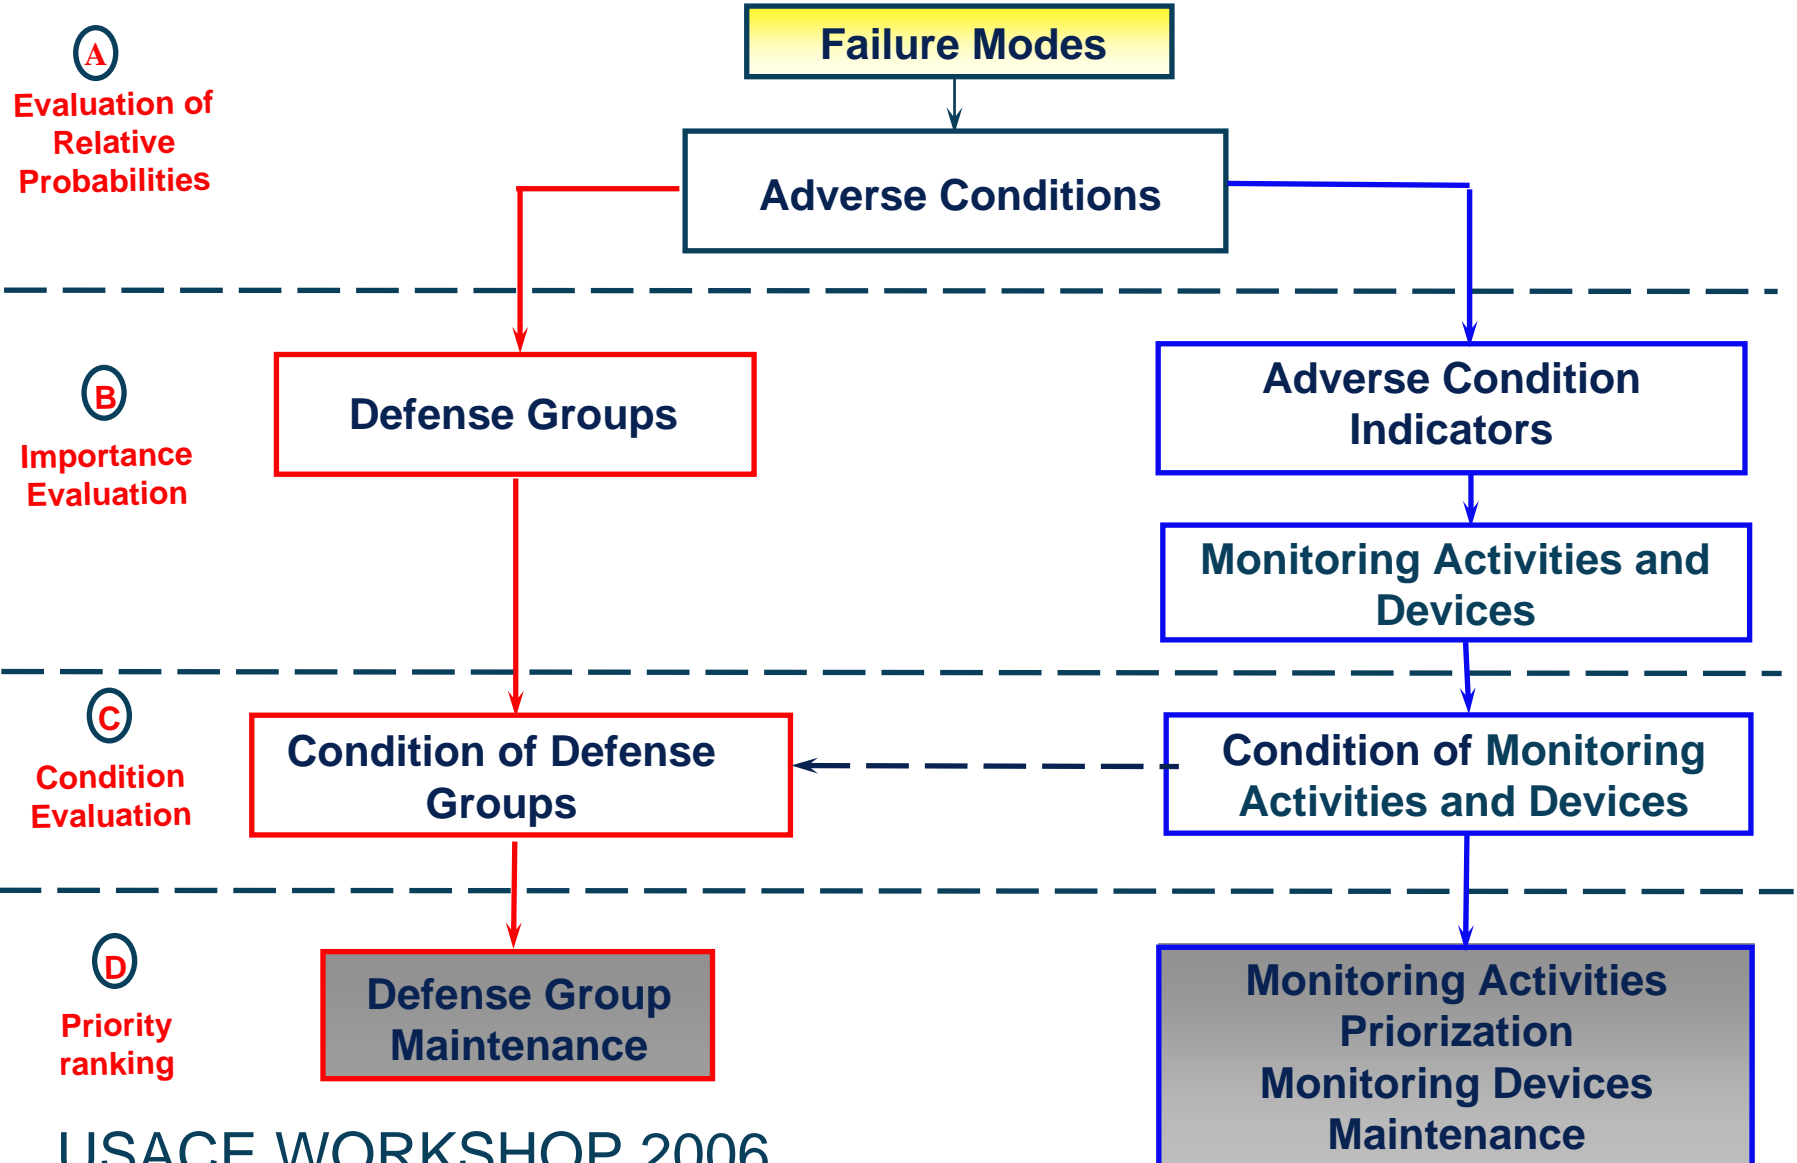 A
Evaluation of
Relative
Probabilities
Failure Modes
Adverse Conditions
B
Importance
Evaluation
Defense Groups
Adverse Condition
Indicators
Monitoring Activities and
Devices
C
Condition
Evaluation
Condition of Defense
Groups
Condition of Monitoring
Activities and Devices
D
Priority
ranking
Defense Group
Maintenance
Monitoring Activities
Priorization
Monitoring Devices
Maintenance
USACE WORKSHOP 2006